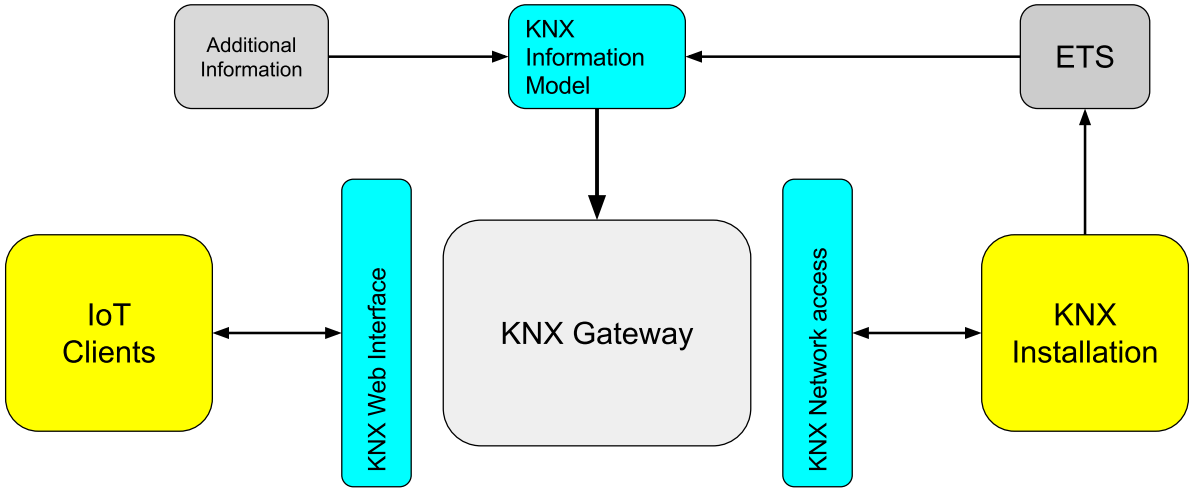 Additional
Information
KNX
Information
Model
ETS
IoT
Clients
KNX Web Interface
KNX Gateway
KNX Network access
KNX
Installation